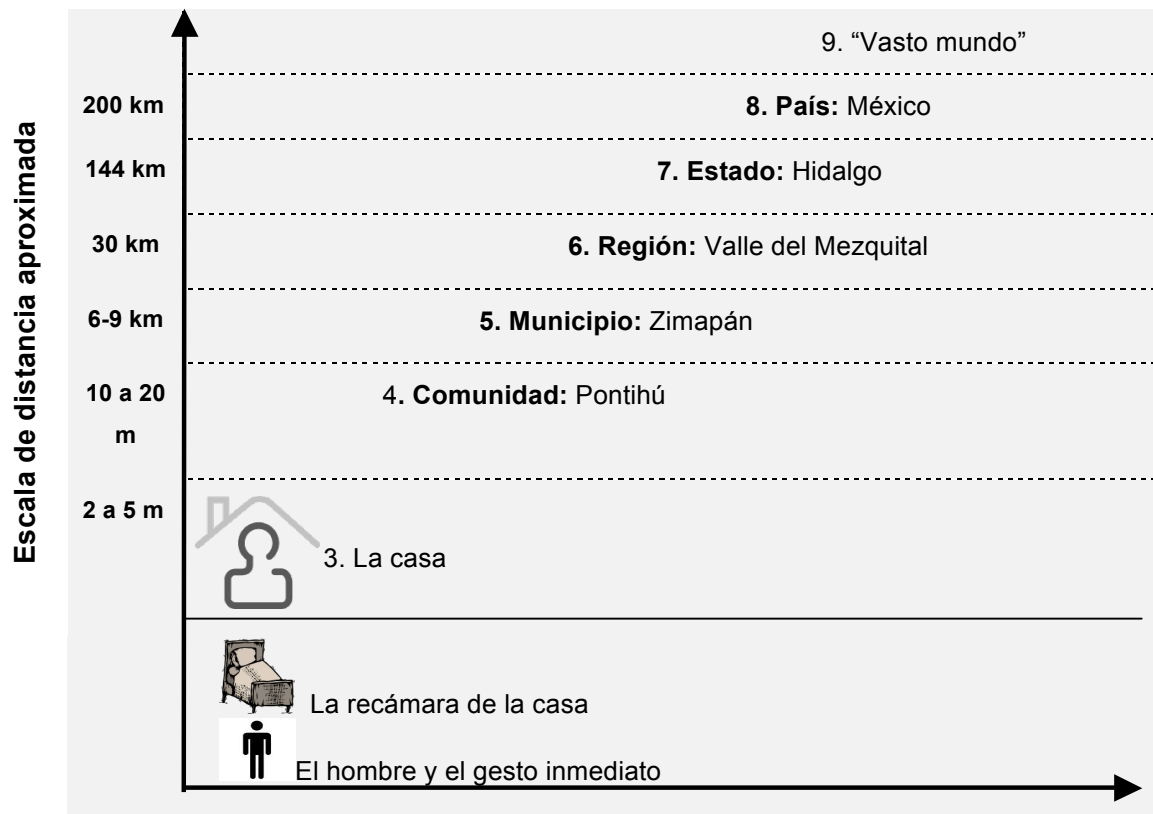 Escala de distancia aproximada
9. “Vasto mundo”
200 km
8. País: México
144 km
7. Estado: Hidalgo
30 km
6. Región: Valle del Mezquital
6-9 km
5. Municipio: Zimapán
10 a 20
m
4. Comunidad: Pontihú
2 a 5 m
3. La casa
La recámara de la casa
El hombre y el gesto inmediato